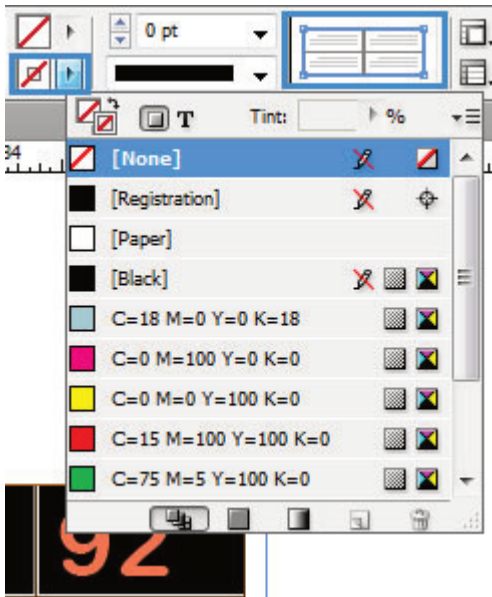 0 pt
T Tint: %
94
[None]
[Registration]
[Paper]
[Black]
C=18 M=0 Y=0 K=18
C=0 M=100 Y=0 K=0
C=0 M=0 Y=100 K=0
C=15 M=100 Y=100 K=0
C=75 M=5 Y=100 K=0
92